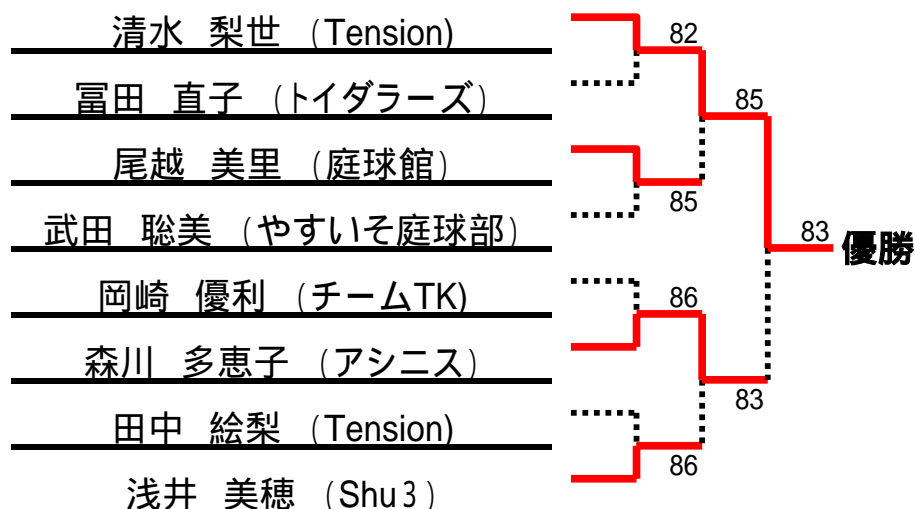 清水 梨世 (Tension)
82
冨田 直子 (トイダラーズ)
85
尾越 美里 (庭球館)
85
武田 聡美 (やすいそ庭球部)
83 優勝
岡崎 優利 (チームTK)
86
森川 多恵子 (アシニス)
83
田中 絵梨 (Tension)
86
浅井 美穂 (Shu3)